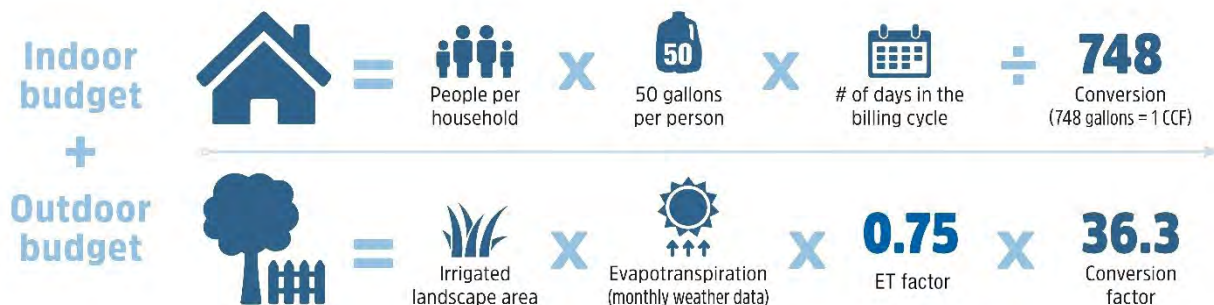 Indoor
budget
+
Outdoor
budget
=
People per
household
X
50
50 gallons
per person
X
# of days in the
billing cycle
÷
748
Conversion
(748 gallons = 1 CCF)
=
Irrigated
landscape area
X
Evapotranspiration
(monthly weather data)
X
0.75
ET factor
X
36.3
Conversion
factor